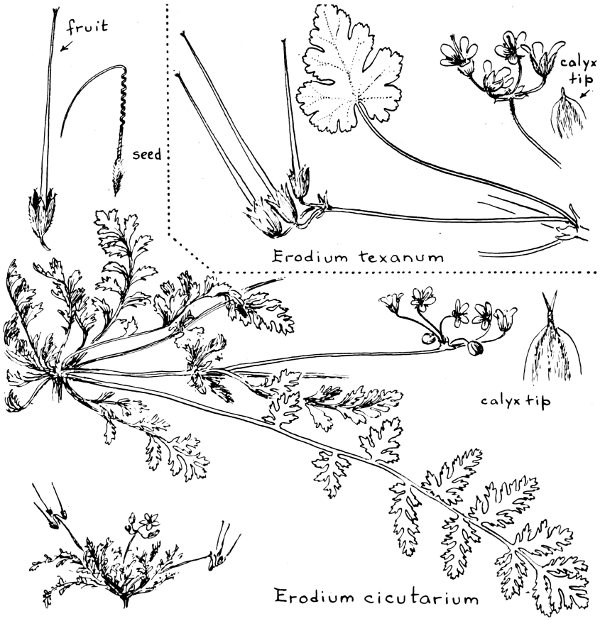 fruit
seed
calyx
tip
Erodium texanum
calyx tip
Erodium cicutarium